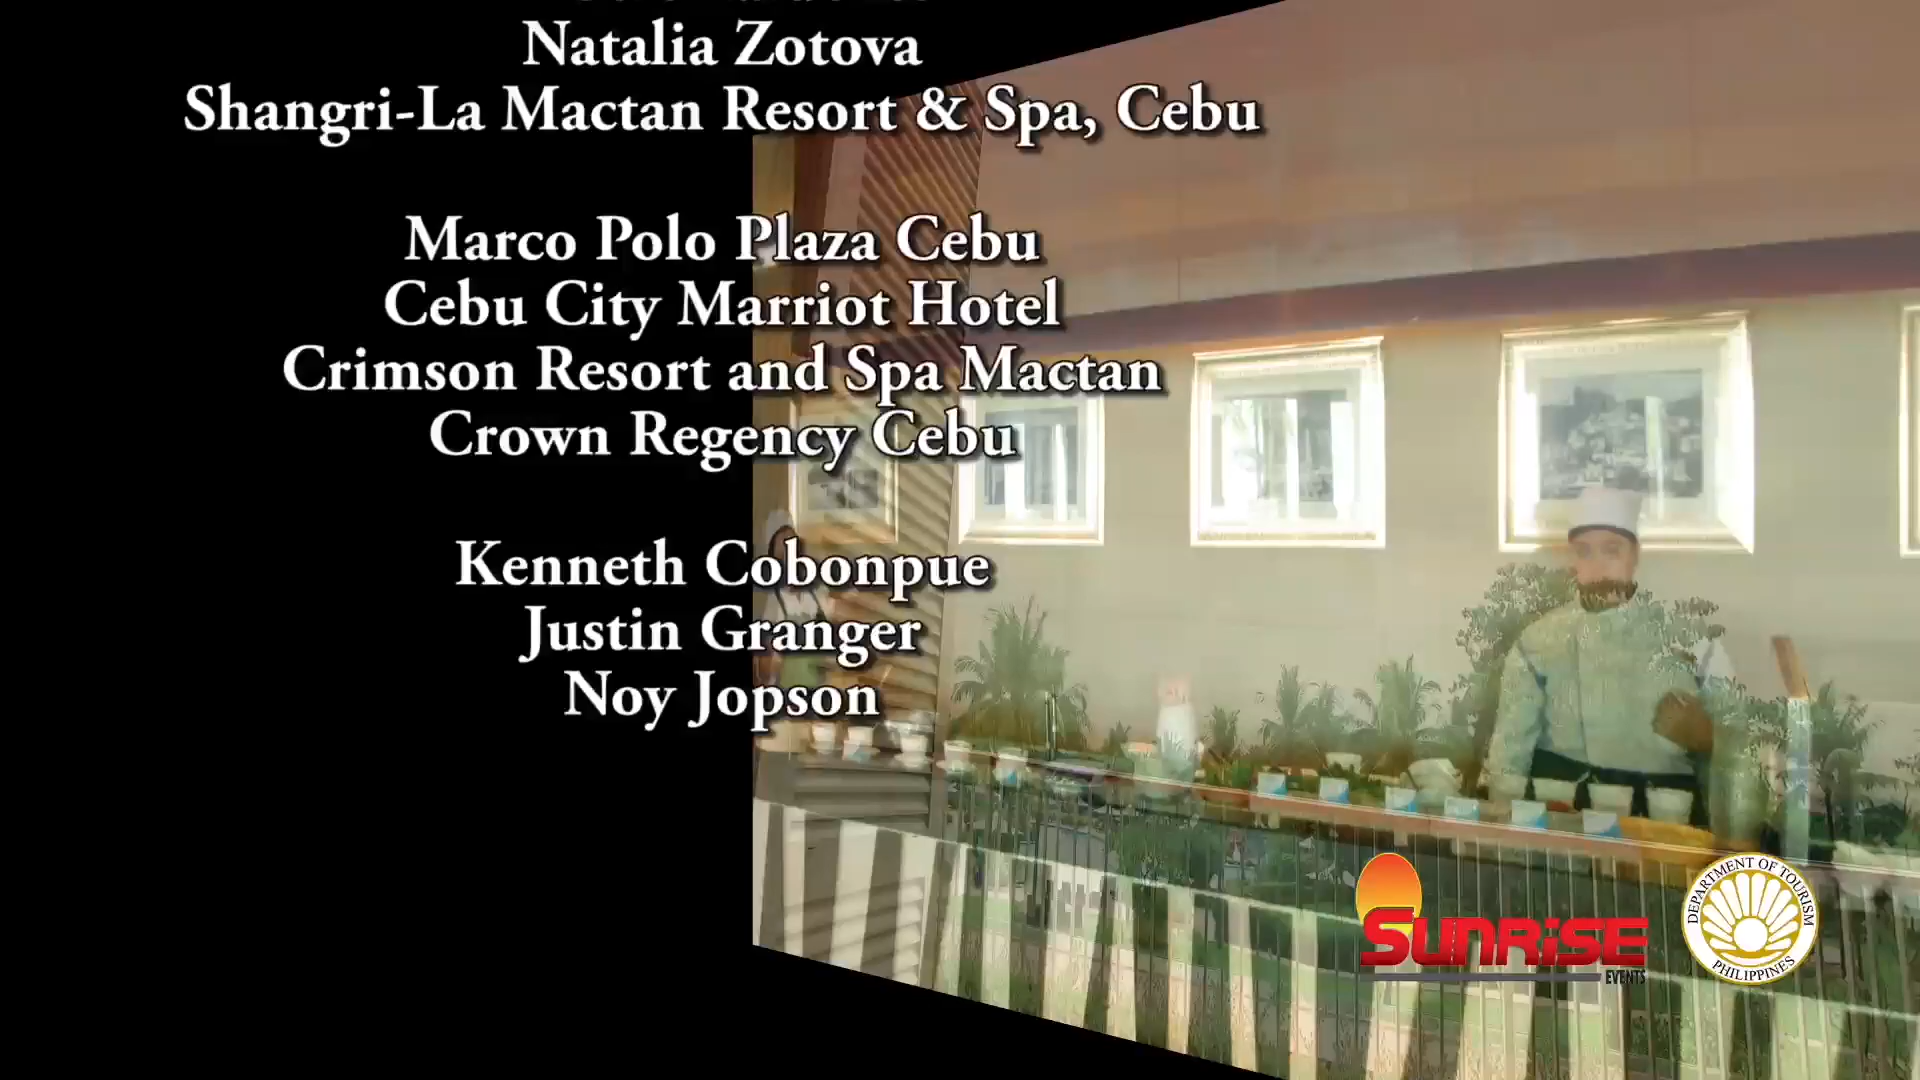 Natalia Zotova
Shangri-La Mactan Resort & Spa, Cebu
Marco Polo Plaza Cebu
Cebu City Marriot Hotel
Crimson Resort and Spa Mactan
Crown Regency Cebu
Kenneth Cobonpue
Justin Granger
Noy Jopson
SUNRiSE
EVENTS
DEPARTMENT OF TOURISM
PHILIPPINES